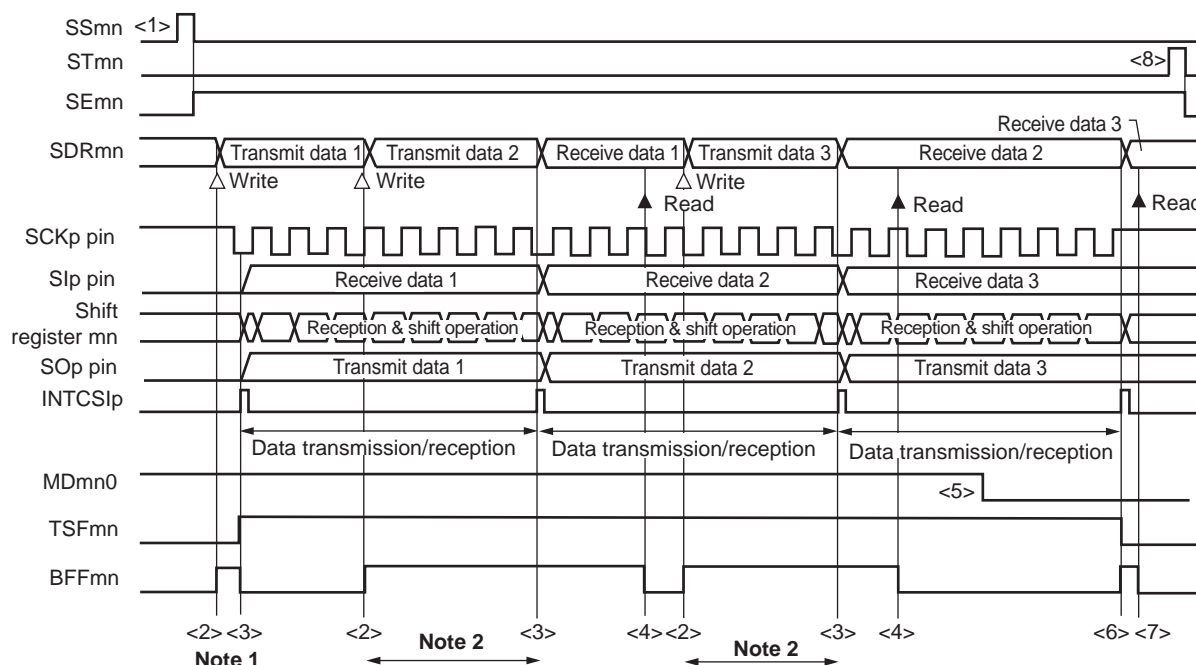 SSmn <1>
STmn <8>
SEmn
Receive data 3
SDRmn Transmit data 1 Transmit data 2 Receive data 1 Transmit data 3 Receive data 2
Write Write Write
Read Read Read
SCKp pin
SIp pin Receive data 1 Receive data 2 Receive data 3
Shift
register mn Reception & shift operation Reception & shift operation Reception & shift operation
SOp pin Transmit data 1 Transmit data 2 Transmit data 3
INTCSIp
Data transmission/reception Data transmission/reception Data transmission/reception
MDmn0 <5>
TSFmn
BFFmn
<2> <3> <2> Note 2 <3> <4> <2> Note 2 <3> <4> <6> <7>
Note 1